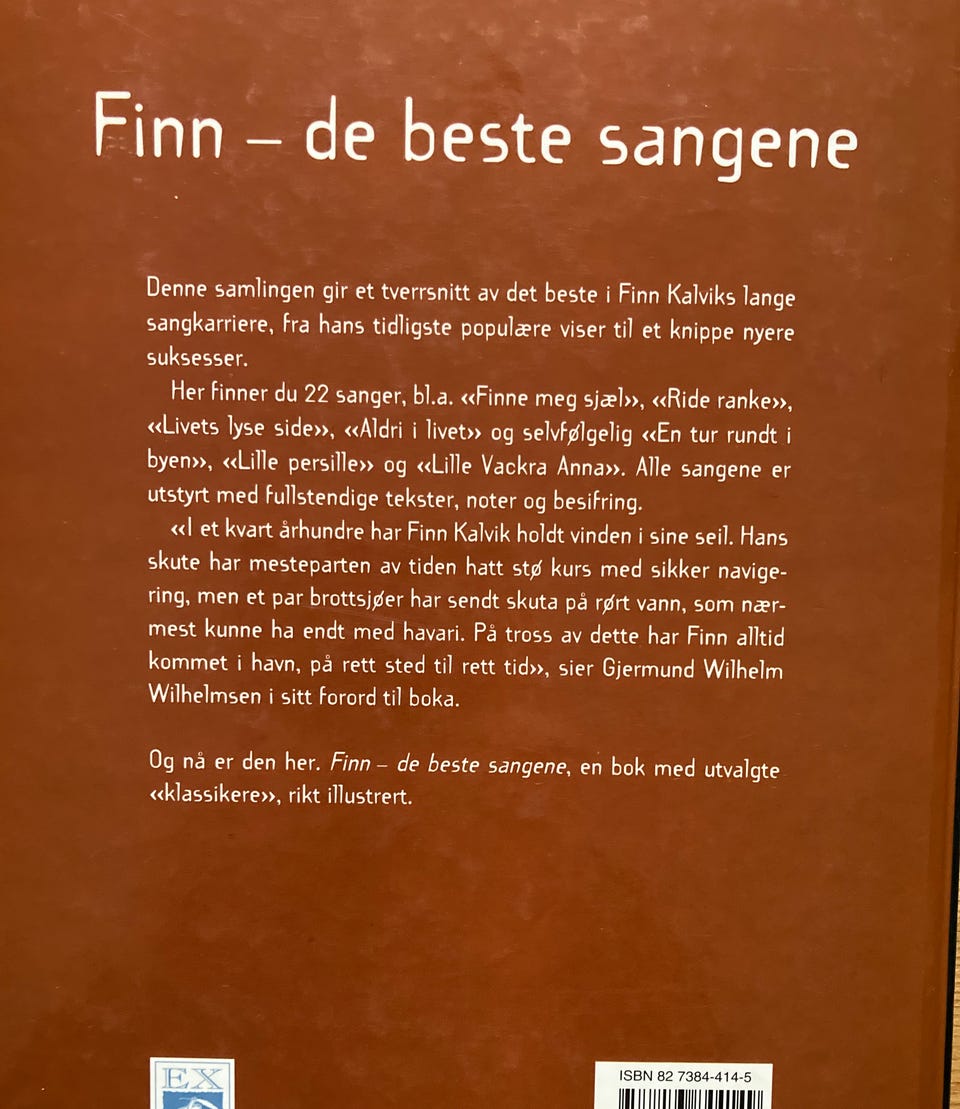 Finn – de beste sangene
Denne samlingen gir et tverrsnitt av det beste i Finn Kalviks lange
sangkarriere, fra hans tidligste populære viser til et knippe nyere
suksesser.
Her finner du 22 sanger, bl.a. «Finne meg sjæl», «Ride ranke»,
«Livets lyse side», «Aldri i livet» og selvfølgelig «En tur rundt i
byen», «Lille persille» og «Lille Vackra Anna». Alle sangene er
utstyrt med fullstendige tekster, noter og besifring.
«I et kvart århundre har Finn Kalvik holdt vinden i sine seil. Hans
skute har mesteparten av tiden hatt stø kurs med sikker navige-
ring, men et par brottsjøer har sendt skuta på rørt vann, som nær-
mest kunne ha endt med havari. På tross av dette har Finn alltid
kommet i havn, på rett sted til rett tid», sier Gjermund Wilhelm
Wilhelmsen i sitt forord til boka.
Og nå er den her. Finn – de beste sangene, en bok med utvalgte
«klassikere», rikt illustrert.
EX
ISBN 82 7384-414-5